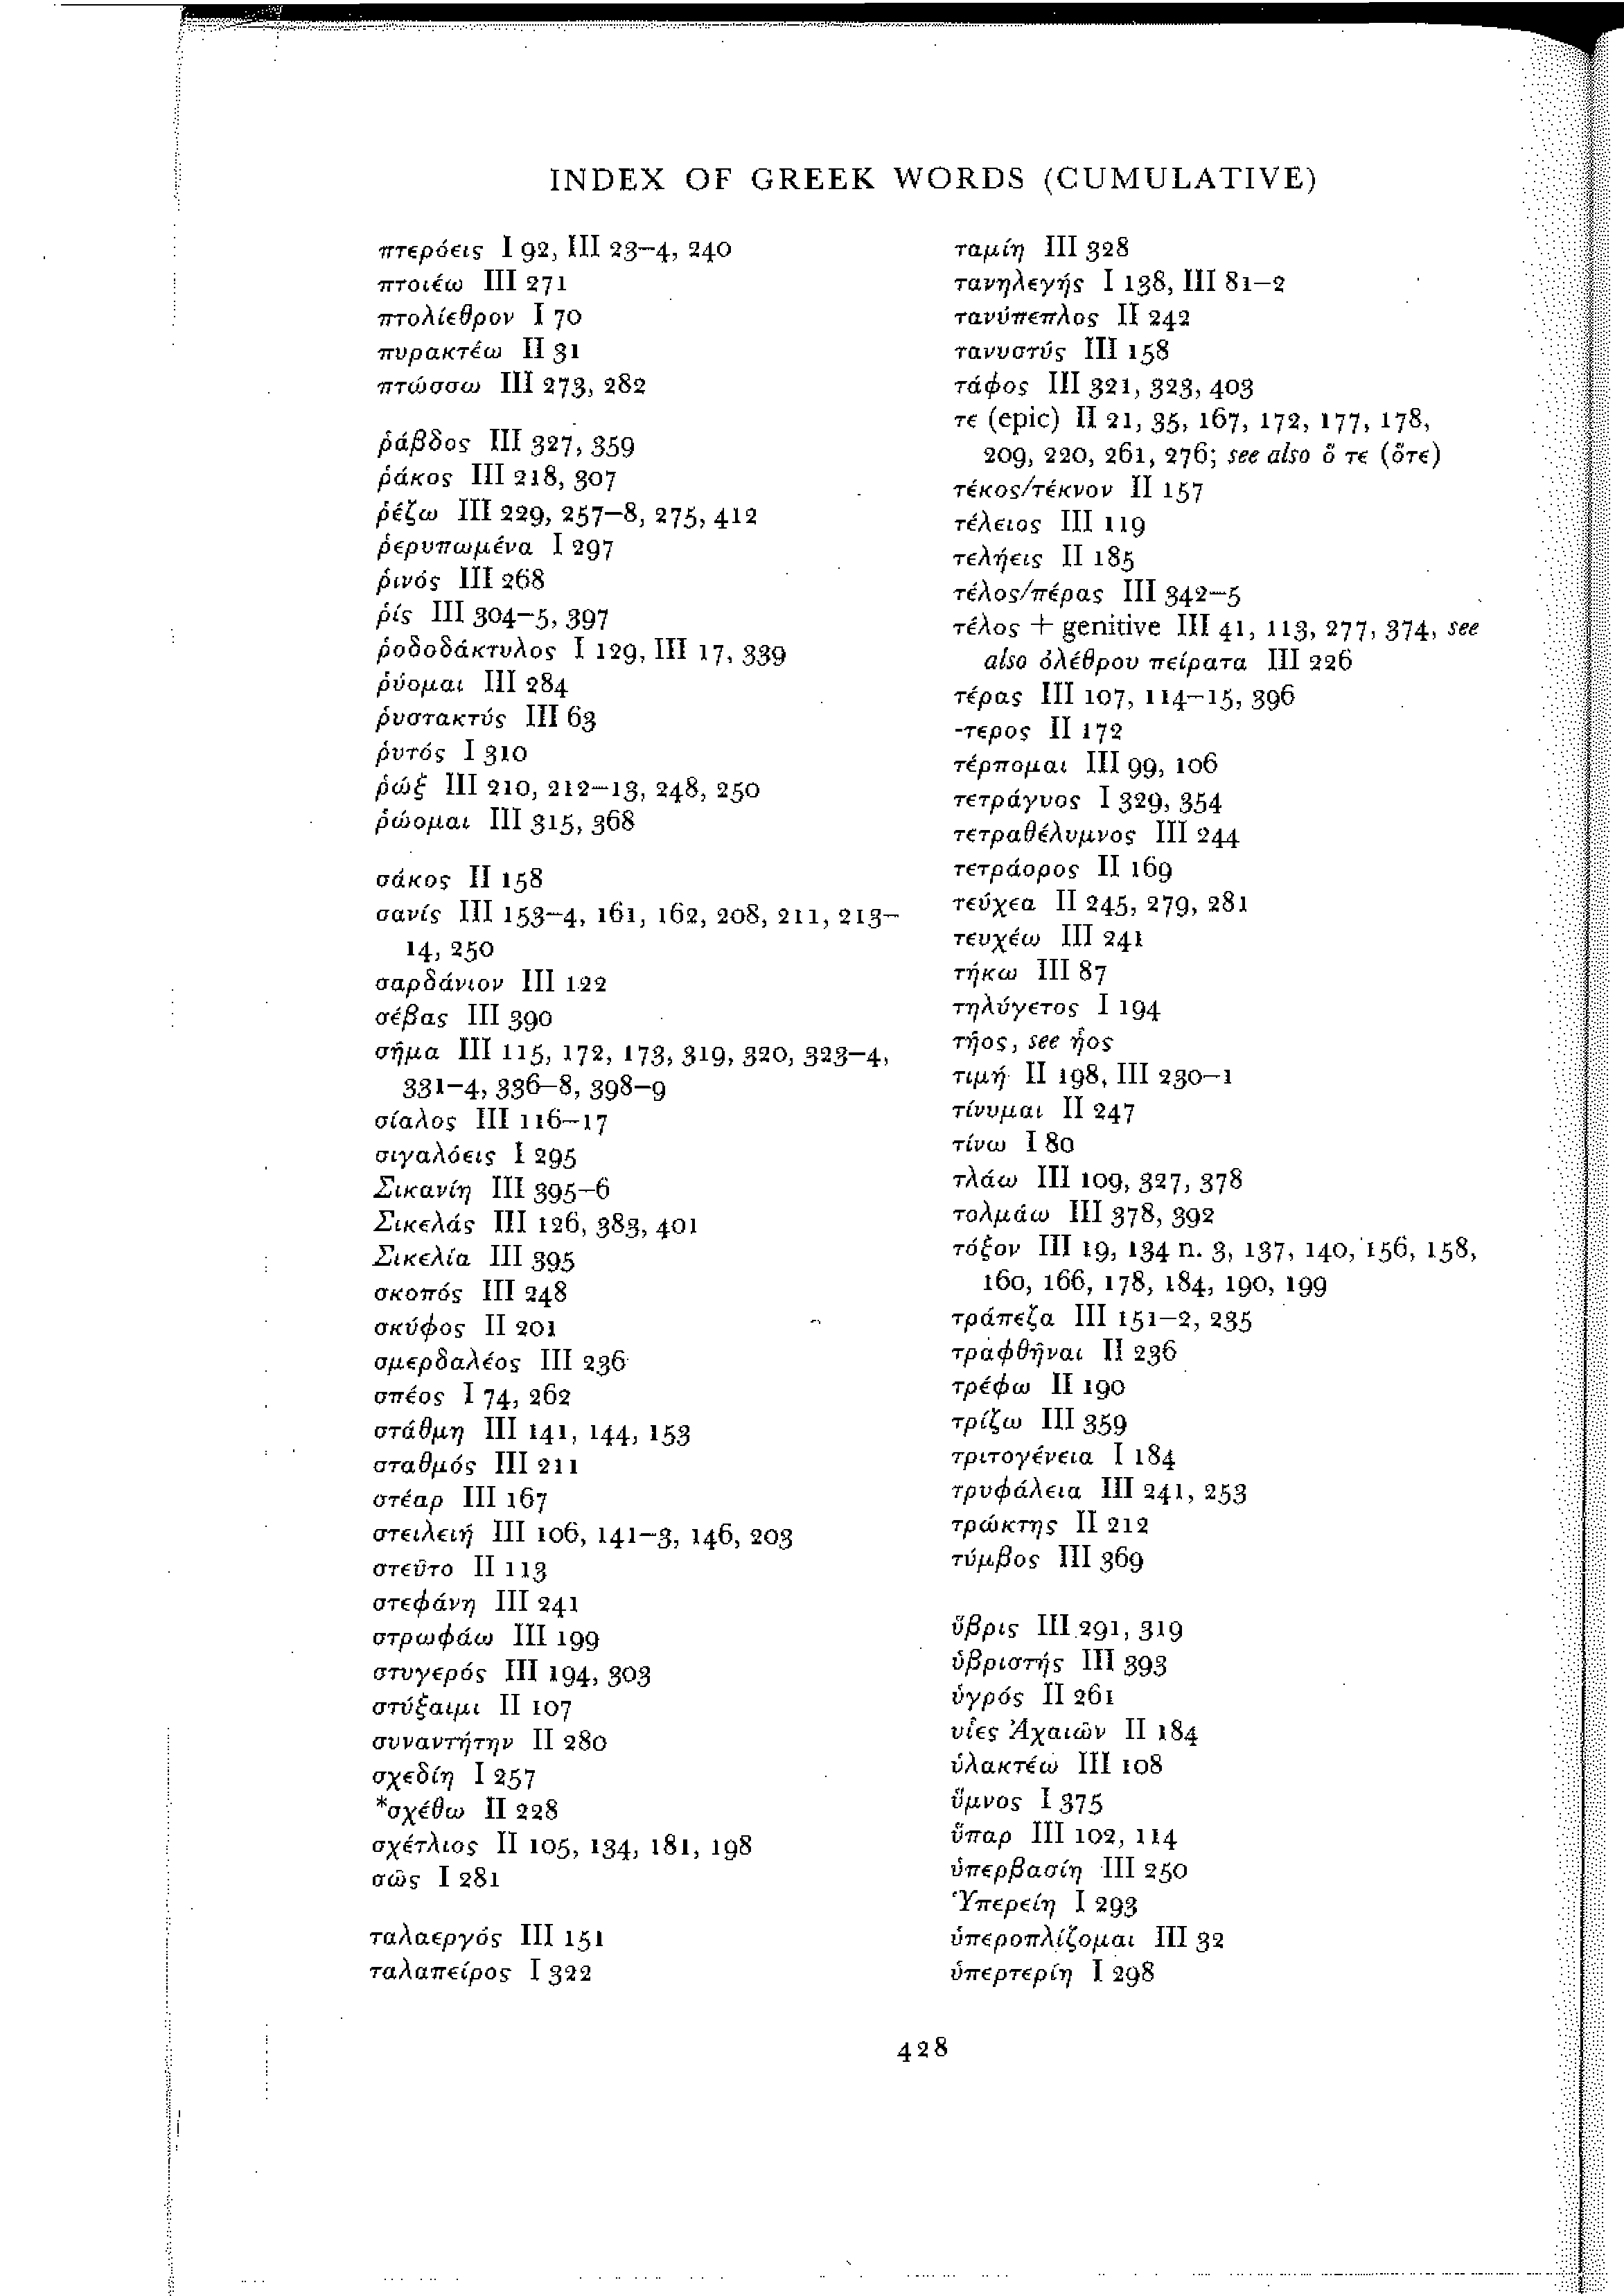 INDEX OF GREEK WORDS (CUMULATIVE)
πτερόεις I 92, III 23–4, 240
πτοιέω III 271
πτολίεθρον I 70
πυρακτέω II 31
πτώσσω III 273, 282
ῥάβδος III 327, 359
ῥάκος III 218, 307
ῥέζω III 229, 257–8, 275, 412
ῥερυπωμένα I 297
ῥινός III 268
ῥίς III 304–5, 397
ῥοδοδάκτυλος I 129, III 17, 339
ῥύομαι III 284
ῥυστακτύς III 63
ῥυτός I 310
ῥώξ III 210, 212–13, 248, 250
ῥώομαι III 315, 368
σάκος II 158
σανίς III 153–4, 161, 162, 208, 211, 213–
14, 250
σαρδάνιον III 122
σέβας III 390
σῆμα III 115, 172, 173, 319, 320, 323–4,
331–4, 336–8, 398–9
σίαλος III 116–17
σιγαλόεις I 295
Σικανίη III 395–6
Σικελάς III 126, 383, 401
Σικελία III 395
σκοπός III 248
σκύφος II 201
σμερδαλέος III 236
σπέος I 74, 262
στάθμη III 141, 144, 153
σταθμός III 211
στέαρ III 167
στειλειή III 106, 141–3, 146, 203
στεῦτο II 113
στεφάνη III 241
στρωφάω III 199
στυγερός III 194, 303
στύξαιμι II 107
συναντήτην II 280
σχεδίη I 257
*σχέθω II 228
σχέτλιος II 105, 134, 181, 198
σῶς I 281
ταλαεργός III 151
ταλαπείρος I 322
ταμίη III 328
τανηλεγής I 138, III 81–2
τανύπεπλος II 242
τανυστύς III 158
τάφος III 321, 323, 403
τε (epic) II 21, 35, 167, 172, 177, 178,
209, 220, 261, 276; see also ὅ τε (ὅτε)
τέκος/τέκνον II 157
τέλειος III 119
τελήεις II 185
τέλος/πέρας III 342–5
τέλος + genitive III 41, 113, 277, 374, see
also ὀλέθρου πείρατα III 226
τέρας III 107, 114–15, 396
-τερος II 172
τέρπομαι III 99, 106
τετράγυος I 329, 354
τετραθέλυμνος III 244
τετράορος II 169
τεύχεα II 245, 279, 281
τευχέω III 241
τήκω III 87
τηλύγετος I 194
τῆος, see ἧος
τιμή II 198, III 230–1
τίνυμαι II 247
τίνω I 80
τλάω III 109, 327, 378
τολμάω III 378, 392
τόξον III 19, 134 n. 3, 137, 140, 156, 158,
160, 166, 178, 184, 190, 199
τράπεζα III 151–2, 235
τραφθῆναι II 236
τρέφω II 190
τρίζω III 359
τριτογένεια I 184
τρυφάλεια III 241, 253
τρώκτης II 212
τύμβος III 369
ὕβρις III 291, 319
ὑβριστής III 393
ὑγρός II 261
υἷες Ἀχαιῶν II 184
ὑλακτέω III 108
ὕμνος I 375
ὕπαρ III 102, 114
ὑπερβασίη III 250
Ὑπερείη I 293
ὑπεροπλίζομαι III 32
ὑπερτερίη I 298
428